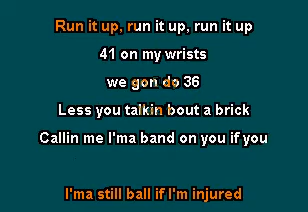 Run it up, run it up, run it up
41 on my wrists
we gon do 36
Less you talkin bout a brick
Callin me I'ma band on you if you
I'ma still ball if I'm injured